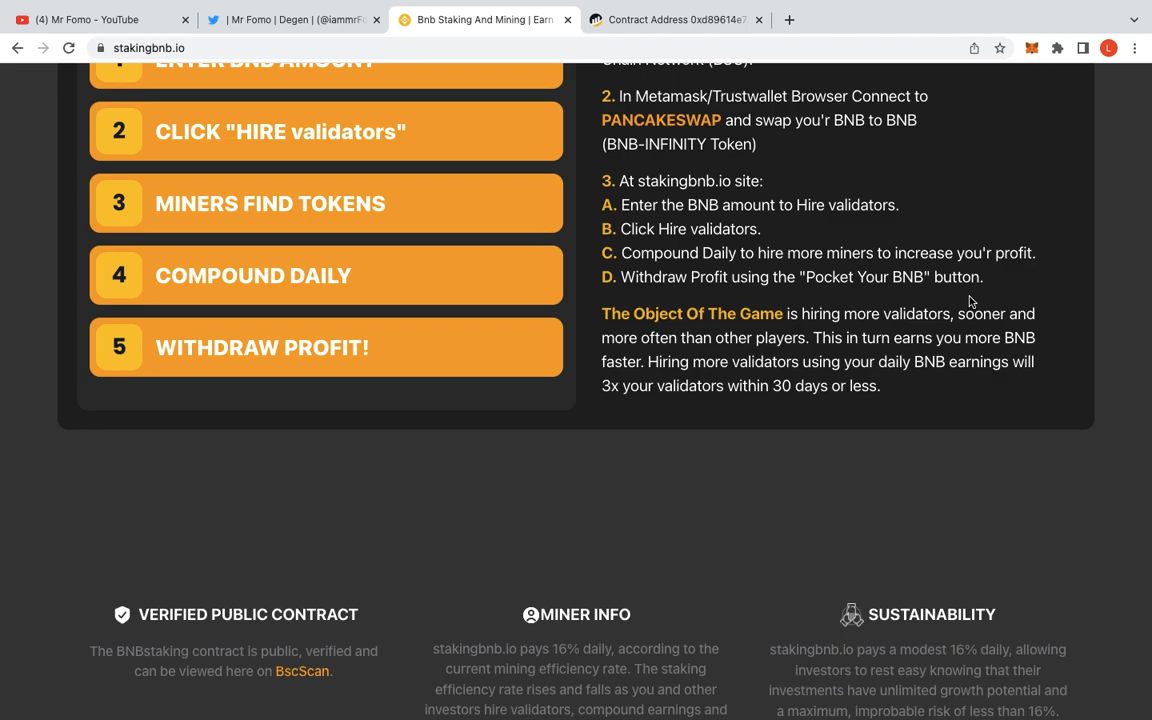 (4) Mr Fomo - YouTube
| Mr Fomo | Degen | (@iammrFo
Bnb Staking And Mining | Earn
Contract Address 0xd89614e7
stakingbnb.io
L
1 ENTER BNB AMOUNT
2 CLICK "HIRE validators"
3 MINERS FIND TOKENS
4 COMPOUND DAILY
5 WITHDRAW PROFIT!
Chain Network (BSC).
2. In Metamask/Trustwallet Browser Connect to
PANCAKESWAP and swap you'r BNB to BNB
(BNB-INFINITY Token)
3. At stakingbnb.io site:
A. Enter the BNB amount to Hire validators.
B. Click Hire validators.
C. Compound Daily to hire more miners to increase you'r profit.
D. Withdraw Profit using the "Pocket Your BNB" button.
The Object Of The Game is hiring more validators, sooner and
more often than other players. This in turn earns you more BNB
faster. Hiring more validators using your daily BNB earnings will
3x your validators within 30 days or less.
VERIFIED PUBLIC CONTRACT
The BNBstaking contract is public, verified and
can be viewed here on BscScan.
MINER INFO
stakingbnb.io pays 16% daily, according to the
current mining efficiency rate. The staking
efficiency rate rises and falls as you and other
investors hire validators, compound earnings and
SUSTAINABILITY
stakingbnb.io pays a modest 16% daily, allowing
investors to rest easy knowing that their
investments have unlimited growth potential and
a maximum, improbable risk of less than 16%.